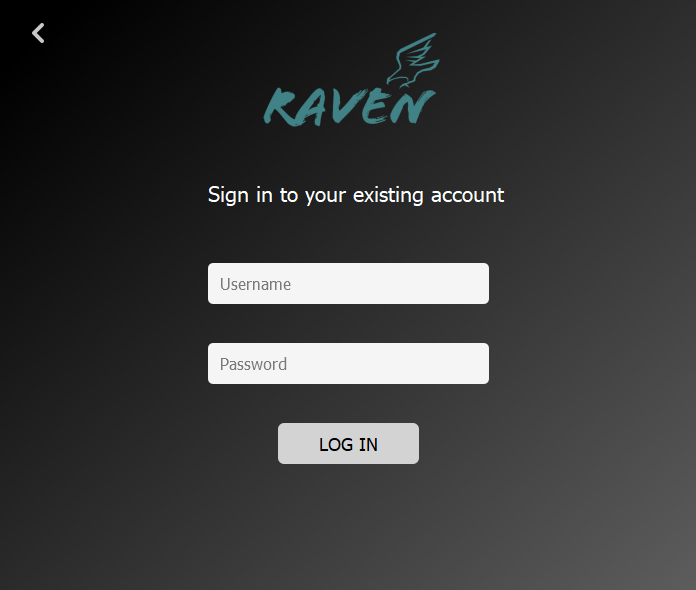 RAVEN
Sign in to your existing account
Username
Password
LOG IN